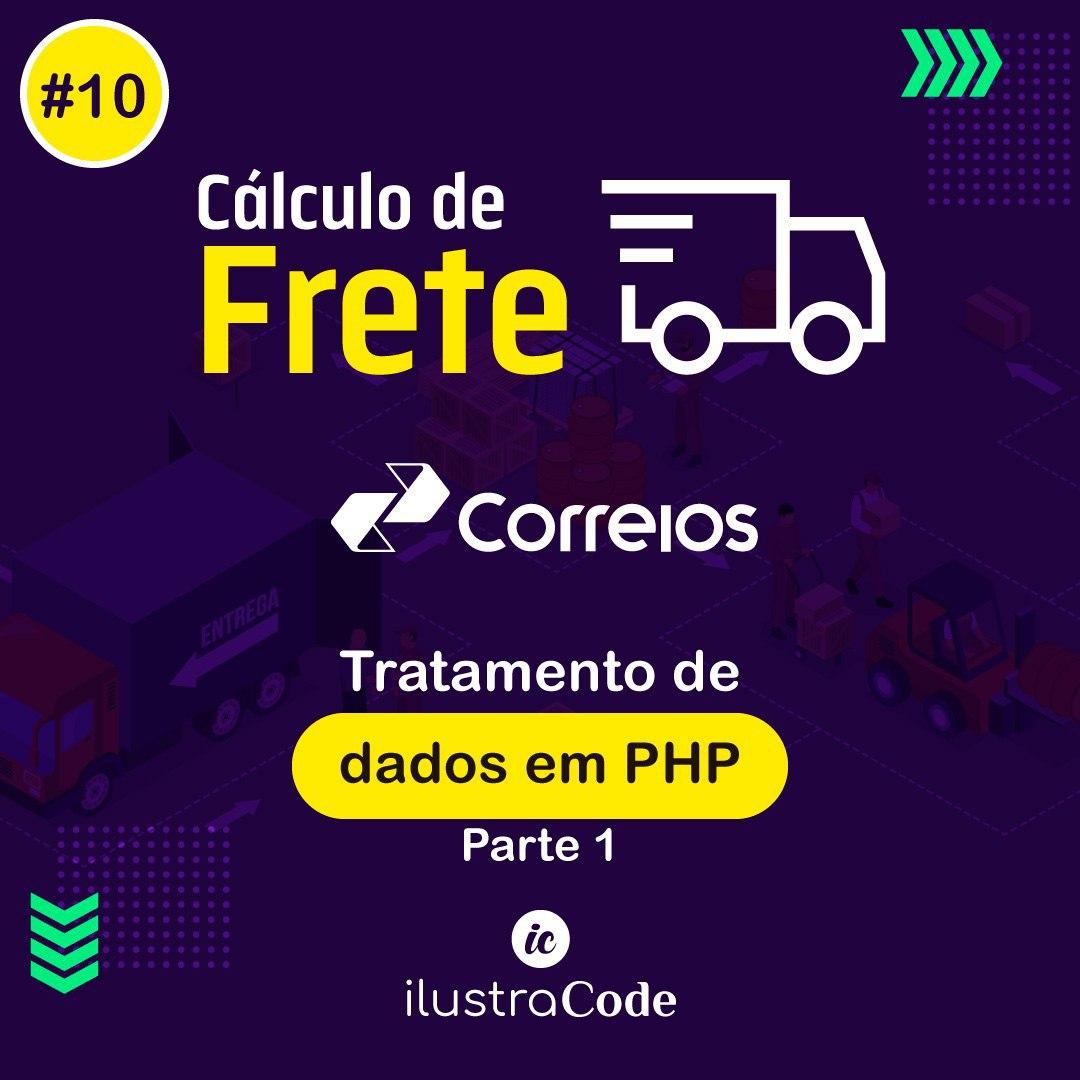 #10
Cálculo de
Frete
Correios
ENTREGA
Tratamento de
dados em PHP
Parte 1
ic
ilustraCode